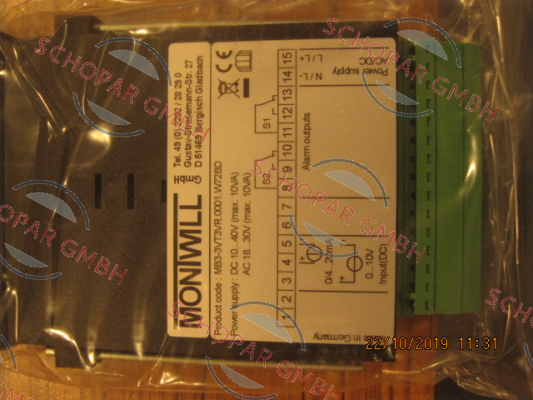 MONIWILL GmbH
Tel. 49 (0) 2202 / 28 29 0
Gustav-Stresemann-Str. 27
D 51469 Bergisch Gladbach
Product code : MB3-3VT3VR.0001.W72BD
Power supply : DC 10...40V (max. 10VA)
AC 18...30V (max. 10VA)
CE
S2
S1
1 2 3 4 5 6 7 8 9 10 11 12 13 14 15
0/4...20mA
0...10V
Input(DC)
Alarm outputs
N / L-
L / L+
Power supply
AC/DC
Made in Germany
22/10/2019 11:31
SCHOPAR GMBH
SCHOPAR GMBH
SCHOPAR GMBH
SCHOPAR GMBH
SCHOPAR GMBH